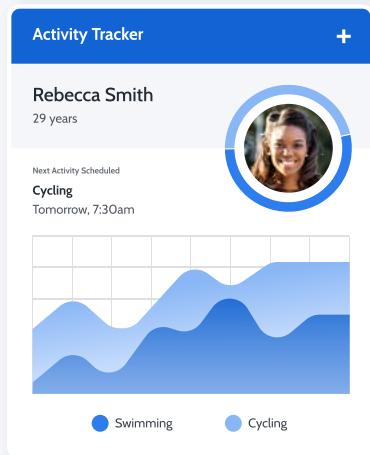 Activity Tracker +
Rebecca Smith
29 years
Next Activity Scheduled
Cycling
Tomorrow, 7:30am
Swimming Cycling